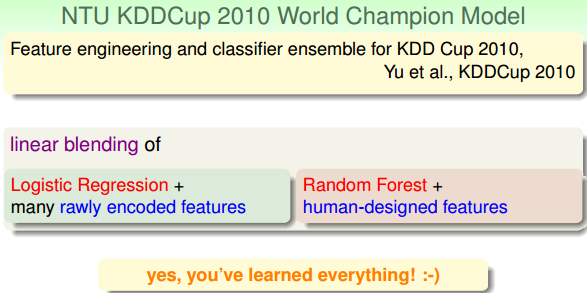 NTU KDDCup 2010 World Champion Model
Feature engineering and classifier ensemble for KDD Cup 2010,
Yu et al., KDDCup 2010
linear blending of
Logistic Regression +
many rawly encoded features
Random Forest +
human-designed features
yes, you've learned everything! :-)